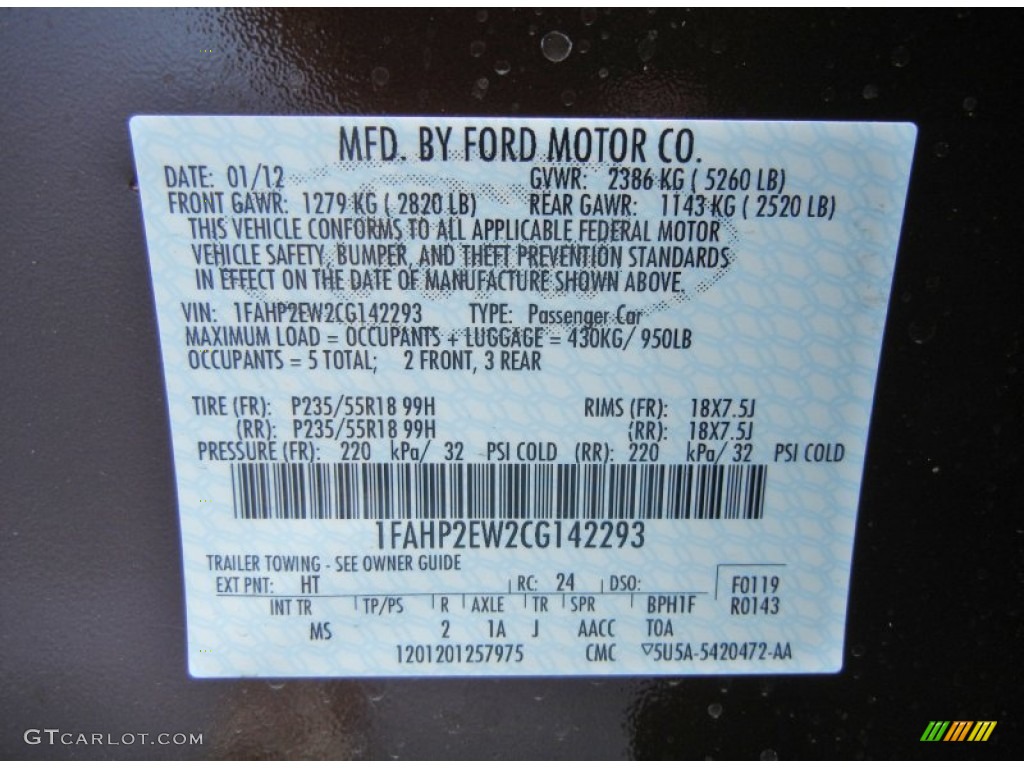 MFD. BY FORD MOTOR CO.
DATE: 01/12 GVWR: 2386 KG ( 5260 LB)
FRONT GAWR: 1279 KG ( 2820 LB) REAR GAWR: 1143 KG ( 2520 LB)
THIS VEHICLE CONFORMS TO ALL APPLICABLE FEDERAL MOTOR
VEHICLE SAFETY, BUMPER, AND THEFT PREVENTION STANDARDS
IN EFFECT ON THE DATE OF MANUFACTURE SHOWN ABOVE.
VIN: 1FAHP2EW2CG142293 TYPE: Passenger Car
MAXIMUM LOAD = OCCUPANTS + LUGGAGE = 430KG/ 950LB
OCCUPANTS = 5 TOTAL; 2 FRONT, 3 REAR
TIRE (FR): P235/55R18 99H RIMS (FR): 18X7.5J
(RR): P235/55R18 99H (RR): 18X7.5J
PRESSURE (FR): 220 kPa/ 32 PSI COLD (RR): 220 kPa/ 32 PSI COLD
1FAHP2EW2CG142293
TRAILER TOWING - SEE OWNER GUIDE
EXT PNT: HT RC: 24 DSO: F0119
INT TR TP/PS R AXLE TR SPR BPH1F R0143
MS 2 1A J AACC TOA
1201201257975 CMC ▽5U5A-5420472-AA
GTCARLOT.COM